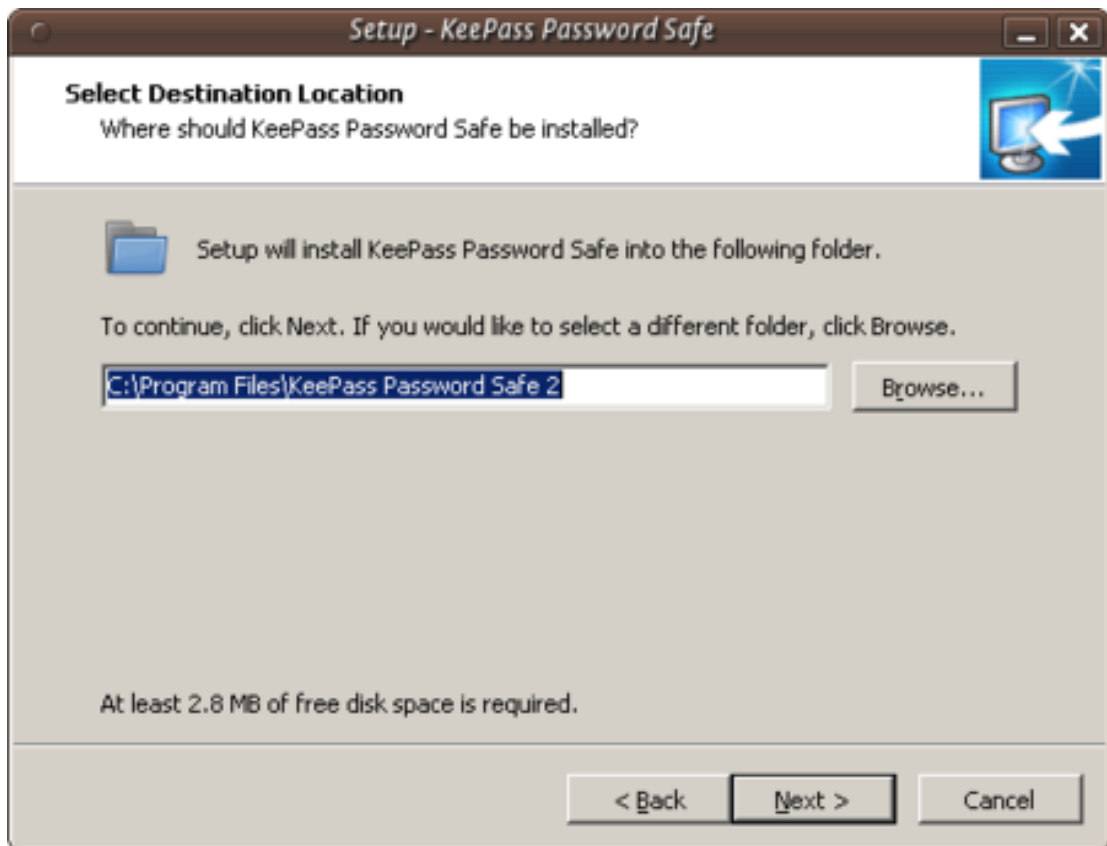 Setup - KeePass Password Safe
Select Destination Location
Where should KeePass Password Safe be installed?
Setup will install KeePass Password Safe into the following folder.
To continue, click Next. If you would like to select a different folder, click Browse.
C:\Program Files\KeePass Password Safe 2
Browse...
At least 2.8 MB of free disk space is required.
< Back
Next >
Cancel